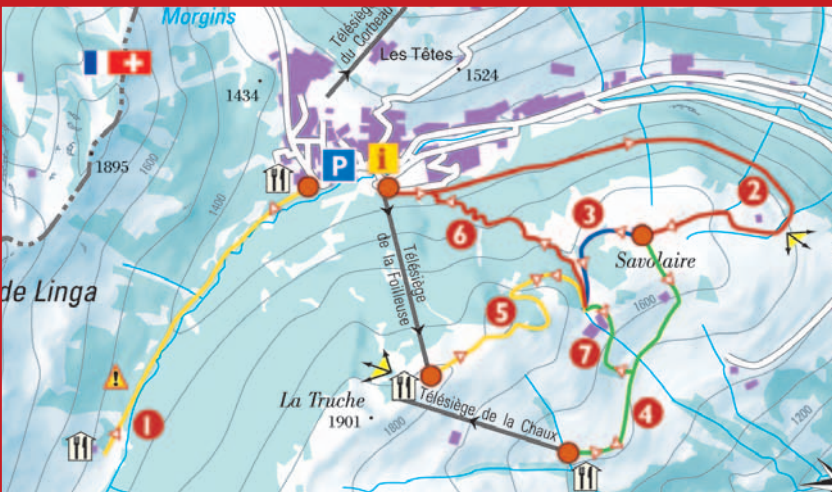 Morgins
Télésiège
du Corbeau
Les Têtes
1524
1434
P
i
1895
1600
1400
2
3
6
Savolaire
de Linga
Télésiège
de la Foilleuse
1600
5
7
!
La Truche
1901
1800
Télésiège de la Chaux
1
4
1200